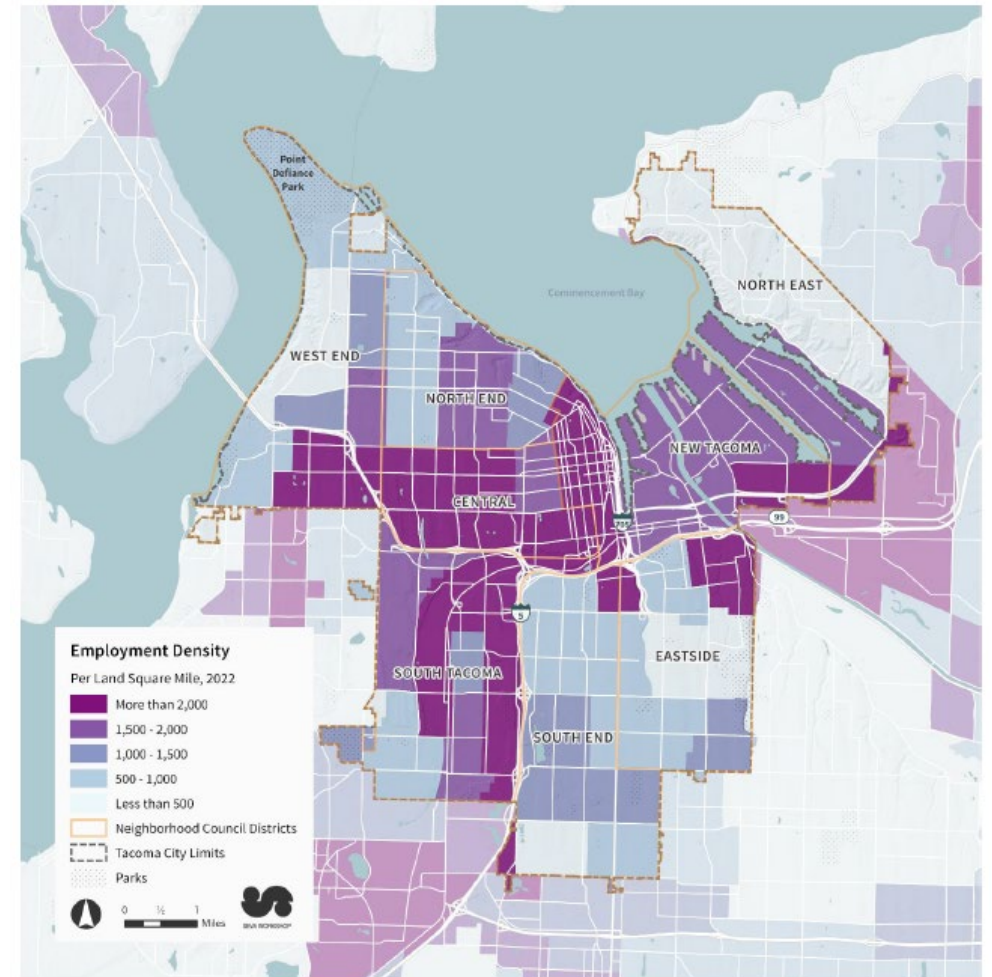 Point
Defiance
Park
Commencement Bay
NORTH EAST
WEST END
NORTH END
NEW TACOMA
CENTRAL
705
99
5
EASTSIDE
SOUTH TACOMA
SOUTH END
Employment Density
Per Land Square Mile, 2022
More than 2,000
1,500 - 2,000
1,000 - 1,500
500 - 1,000
Less than 500
Neighborhood Council Districts
Tacoma City Limits
Parks
0 ½ 1
Miles
SEVA WORKSHOP